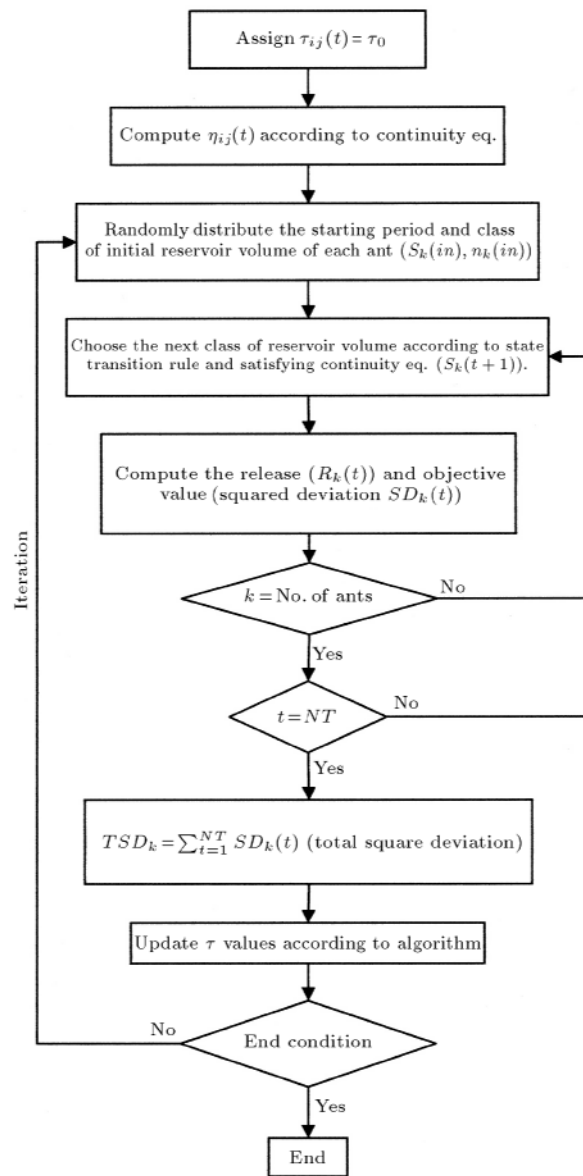 Assign τ_{ij}(t) = τ_0
Compute η_{ij}(t) according to continuity eq.
Randomly distribute the starting period and class
of initial reservoir volume of each ant (S_k(in), n_k(in))
Choose the next class of reservoir volume according to state
transition rule and satisfying continuity eq. (S_k(t + 1)).
Compute the release (R_k(t)) and objective
value (squared deviation SD_k(t))
Iteration
k = No. of ants
No
Yes
t = NT
No
Yes
TSD_k = ∑_{t=1}^{NT} SD_k(t) (total square deviation)
Update τ values according to algorithm
No
End condition
Yes
End